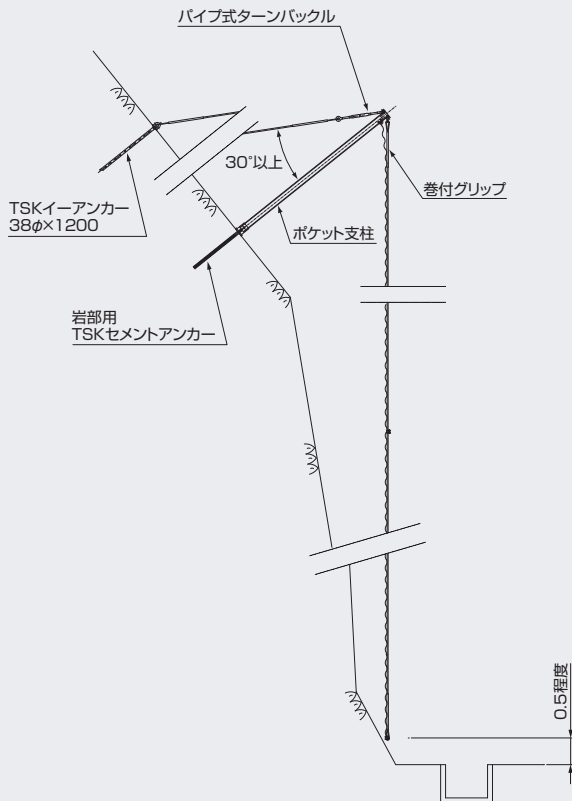 パイプ式ターンバックル
30°以上
巻付グリップ
TSKイーアンカー
38φ×1200
ポケット支柱
岩部用
TSKセメントアンカー
0.5程度